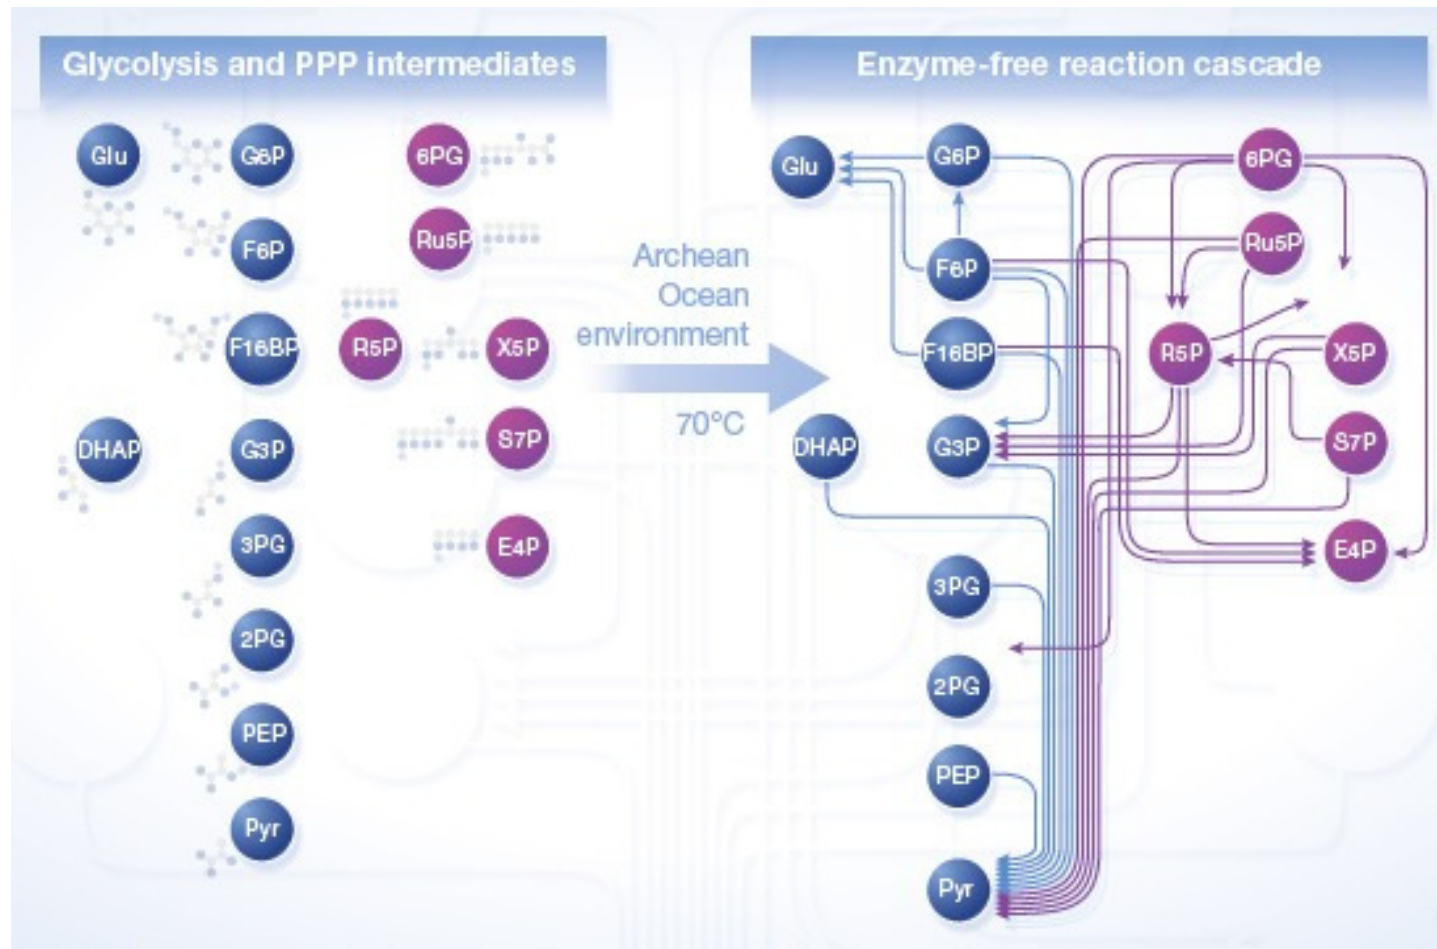 Glycolysis and PPP intermediates
Glu
G6P
6PG
F6P
Ru5P
F16BP
R5P
X5P
DHAP
G3P
S7P
3PG
E4P
2PG
PEP
Pyr
Archean
Ocean
environment
70°C
Enzyme-free reaction cascade
Glu
G6P
6PG
F6P
Ru5P
F16BP
R5P
X5P
DHAP
G3P
S7P
3PG
E4P
2PG
PEP
Pyr